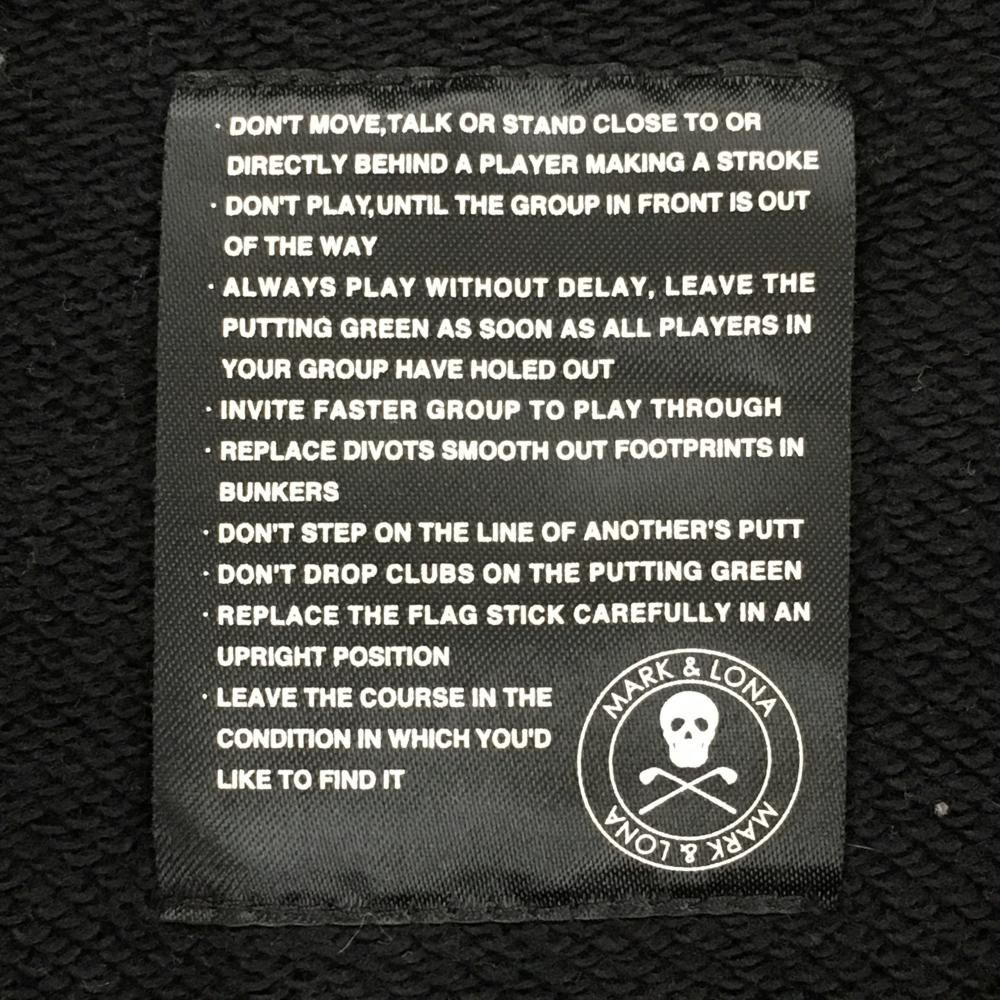 · DON'T MOVE,TALK OR STAND CLOSE TO OR
DIRECTLY BEHIND A PLAYER MAKING A STROKE
· DON'T PLAY,UNTIL THE GROUP IN FRONT IS OUT
OF THE WAY
· ALWAYS PLAY WITHOUT DELAY, LEAVE THE
PUTTING GREEN AS SOON AS ALL PLAYERS IN
YOUR GROUP HAVE HOLED OUT
· INVITE FASTER GROUP TO PLAY THROUGH
· REPLACE DIVOTS SMOOTH OUT FOOTPRINTS IN
BUNKERS
· DON'T STEP ON THE LINE OF ANOTHER'S PUTT
· DON'T DROP CLUBS ON THE PUTTING GREEN
· REPLACE THE FLAG STICK CAREFULLY IN AN
UPRIGHT POSITION
· LEAVE THE COURSE IN THE
CONDITION IN WHICH YOU'D
LIKE TO FIND IT
MARK & LONA
MARK & LONA